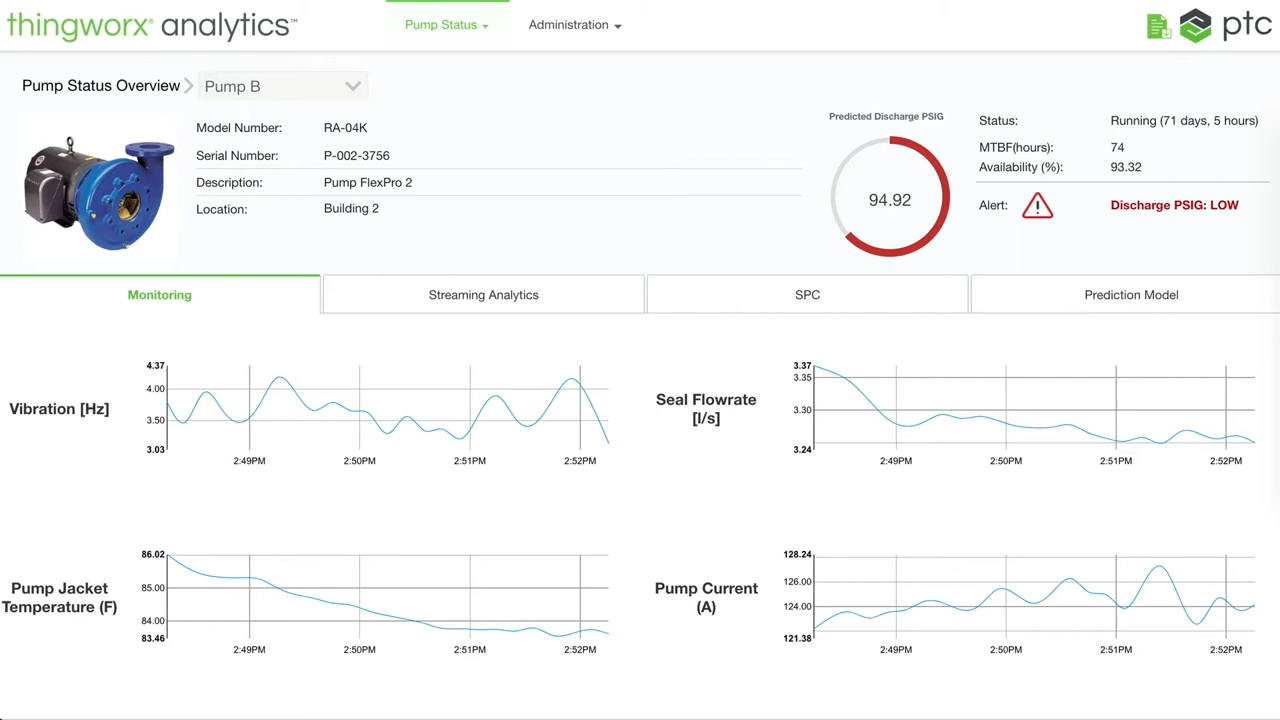 thingworx® analytics™
Pump Status
Administration
ptc
Pump Status Overview
Pump B
Model Number: RA-04K
Serial Number: P-002-3756
Description: Pump FlexPro 2
Location: Building 2
Predicted Discharge PSIG
94.92
Status: Running (71 days, 5 hours)
MTBF(hours): 74
Availability (%): 93.32
Alert: Discharge PSIG: LOW
Monitoring
Streaming Analytics
SPC
Prediction Model
Vibration [Hz]
4.37
4.00
3.50
3.03
2:49PM 2:50PM 2:51PM 2:52PM
Seal Flowrate
[l/s]
3.37
3.35
3.30
3.24
2:49PM 2:50PM 2:51PM 2:52PM
Pump Jacket
Temperature (F)
86.02
85.00
84.00
83.46
2:49PM 2:50PM 2:51PM 2:52PM
Pump Current
(A)
128.24
126.00
124.00
121.38
2:49PM 2:50PM 2:51PM 2:52PM